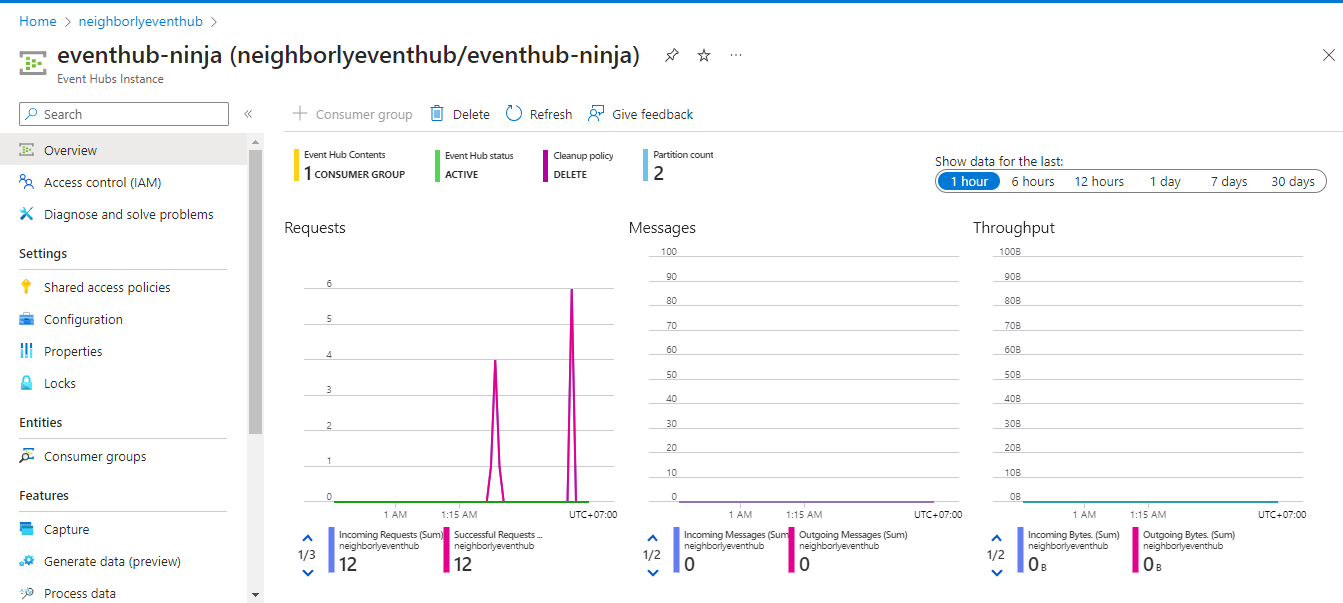 Home > neighborlyeventhub >
eventhub-ninja (neighborlyeventhub/eventhub-ninja)
Event Hubs Instance
Search
Overview
Access control (IAM)
Diagnose and solve problems
Settings
Shared access policies
Configuration
Properties
Locks
Entities
Consumer groups
Features
Capture
Generate data (preview)
Process data
Consumer group
Delete
Refresh
Give feedback
Event Hub Contents
1 CONSUMER GROUP
Event Hub status
ACTIVE
Cleanup policy
DELETE
Partition count
2
Show data for the last:
1 hour
6 hours
12 hours
1 day
7 days
30 days
Requests
6
5
4
3
2
1
0
1 AM
1:15 AM
UTC+07:00
1/3
Incoming Requests (Sum)
neighborlyeventhub
12
Successful Requests ...
neighborlyeventhub
12
Messages
100
90
80
70
60
50
40
30
20
10
0
1 AM
1:15 AM
UTC+07:00
1/2
Incoming Messages (Sum)
neighborlyeventhub
0
Outgoing Messages (Sum)
neighborlyeventhub
0
Throughput
100B
90B
80B
70B
60B
50B
40B
30B
20B
10B
0B
1 AM
1:15 AM
UTC+07:00
1/2
Incoming Bytes. (Sum)
neighborlyeventhub
0 B
Outgoing Bytes. (Sum)
neighborlyeventhub
0 B